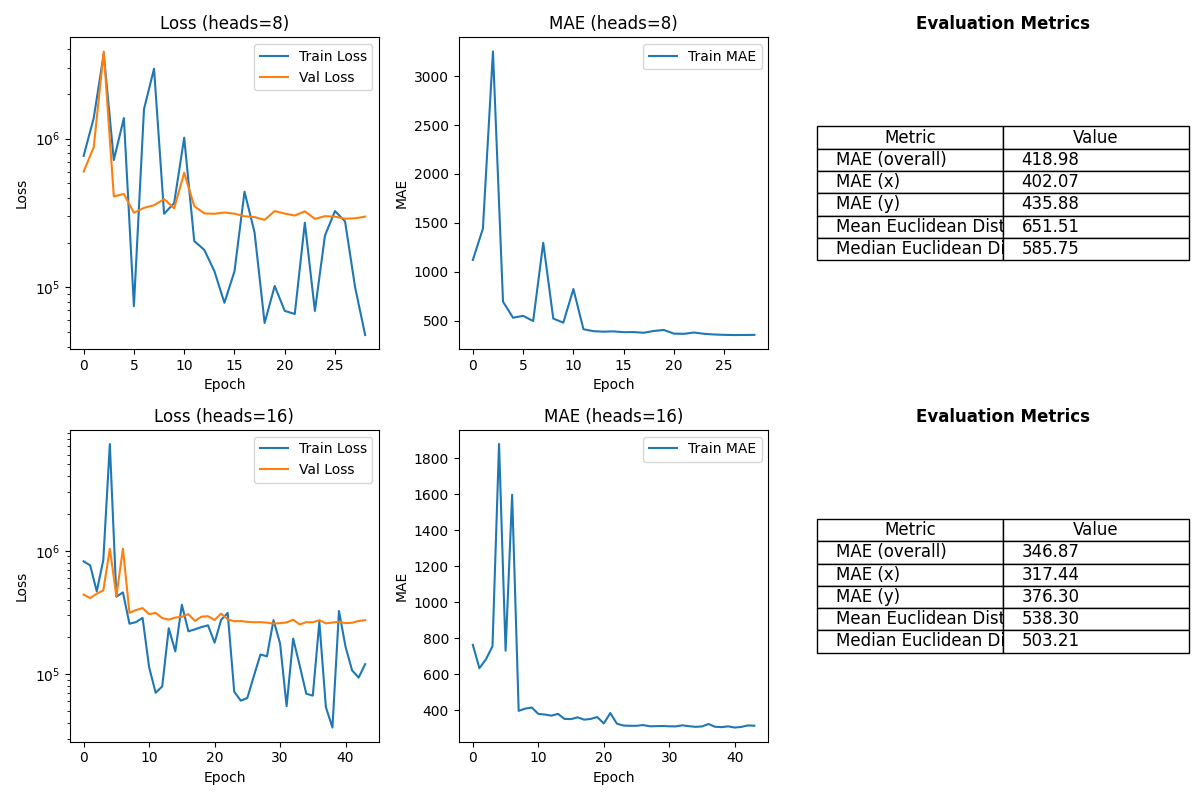 Loss (heads=8)
Train Loss
Val Loss
10^6
10^5
Loss
0 5 10 15 20 25
Epoch
MAE (heads=8)
Train MAE
3000
2500
2000
1500
1000
500
MAE
0 5 10 15 20 25
Epoch
Evaluation Metrics
Metric Value
MAE (overall) 418.98
MAE (x) 402.07
MAE (y) 435.88
Mean Euclidean Dist 651.51
Median Euclidean Di 585.75
Loss (heads=16)
Train Loss
Val Loss
10^6
10^5
Loss
0 10 20 30 40
Epoch
MAE (heads=16)
Train MAE
1800
1600
1400
1200
1000
800
600
400
MAE
0 10 20 30 40
Epoch
Evaluation Metrics
Metric Value
MAE (overall) 346.87
MAE (x) 317.44
MAE (y) 376.30
Mean Euclidean Dist 538.30
Median Euclidean Di 503.21